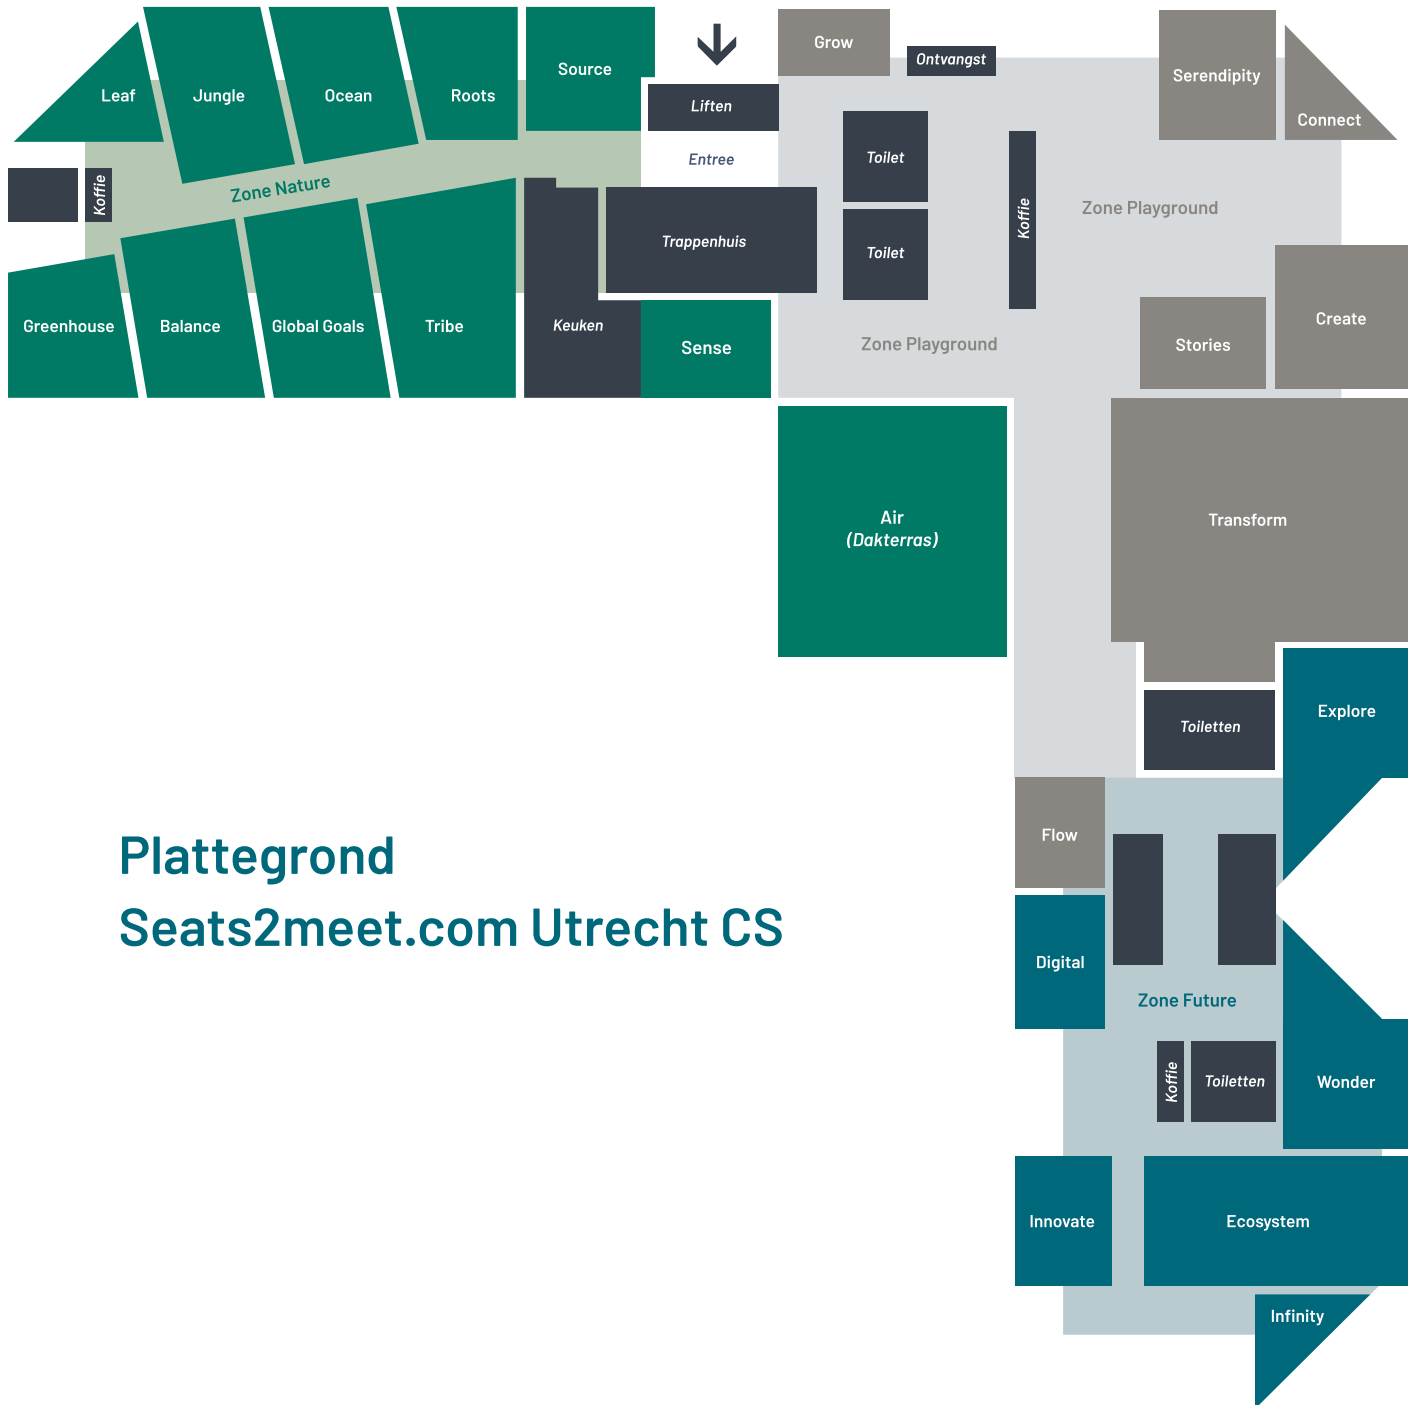 Grow
Ontvangst
Source
Serendipity
Leaf
Jungle
Ocean
Roots
Liften
Connect
Entree
Toilet
Koffie
Zone Nature
Koffie
Zone Playground
Trappenhuis
Toilet
Greenhouse
Balance
Global Goals
Tribe
Keuken
Sense
Zone Playground
Stories
Create
Air
(Dakterras)
Transform
Explore
Toiletten
Flow
Plattegrond
Seats2meet.com Utrecht CS
Digital
Zone Future
Koffie
Toiletten
Wonder
Innovate
Ecosystem
Infinity